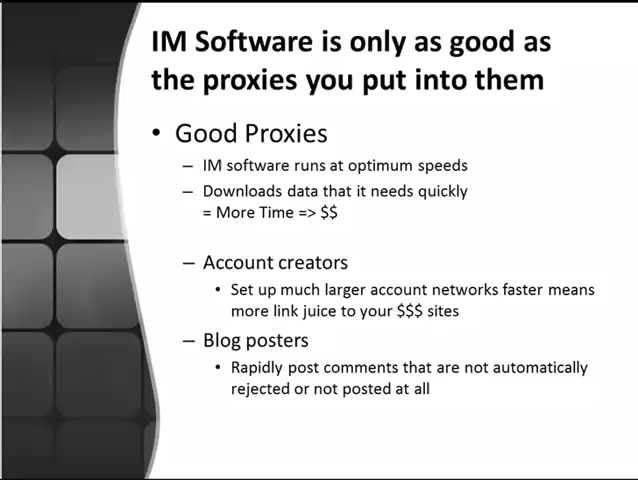 IM Software is only as good as
the proxies you put into them
• Good Proxies
– IM software runs at optimum speeds
– Downloads data that it needs quickly
= More Time => $$
– Account creators
• Set up much larger account networks faster means
more link juice to your $$$ sites
– Blog posters
• Rapidly post comments that are not automatically
rejected or not posted at all